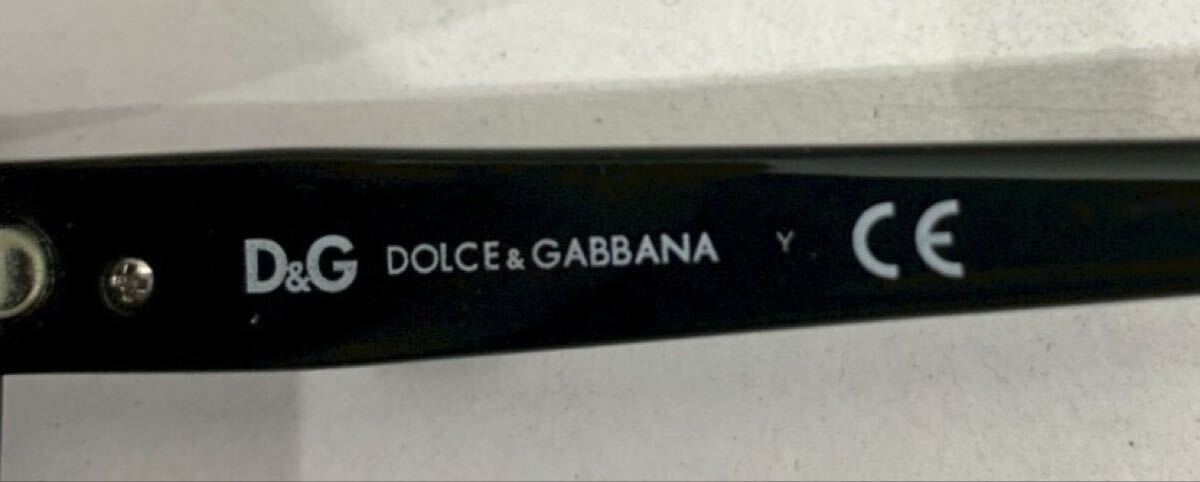 D&G DOLCE & GABBANA Y CE